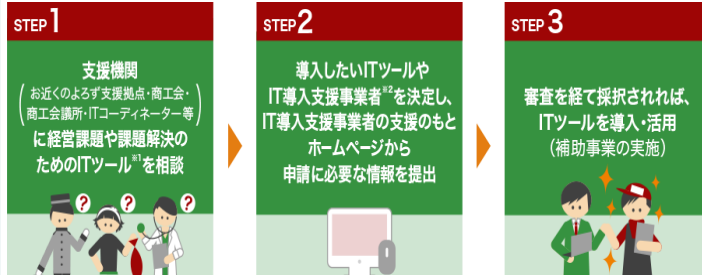 STEP1
支援機関
(お近くのよろず支援拠点・商工会・
商工会議所・ITコーディネーター等)
に経営課題や課題解決の
ためのITツール※1を相談
? ? ?
STEP2
導入したいITツールや
IT導入支援事業者※2を決定し、
IT導入支援事業者の支援のもと
ホームページから
申請に必要な情報を提出
STEP3
審査を経て採択されれば、
ITツールを導入・活用
(補助事業の実施)